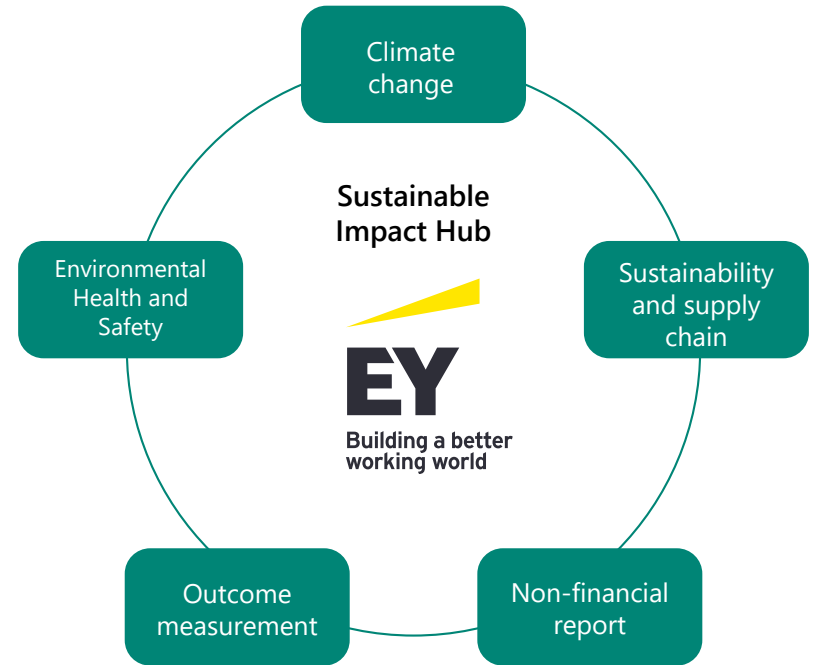 Climate
change
Sustainable
Impact Hub
Environmental
Health and
Safety
Sustainability
and supply
chain
EY
Building a better
working world
Outcome
measurement
Non-financial
report